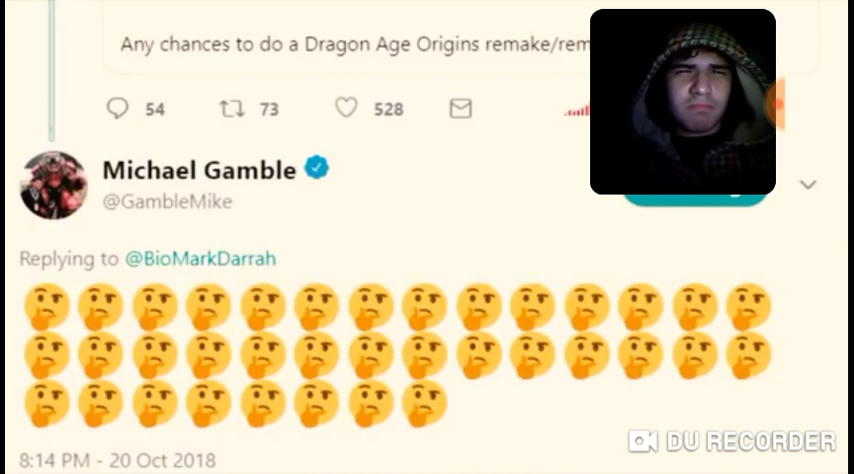 Any chances to do a Dragon Age Origins remake/rem
54 73 528
Michael Gamble
@GambleMike
Replying to @BioMarkDarrah
🤔🤔🤔🤔🤔🤔🤔🤔🤔🤔🤔🤔🤔🤔
🤔🤔🤔🤔🤔🤔🤔🤔🤔🤔🤔🤔🤔🤔
🤔🤔🤔🤔🤔🤔🤔🤔
DU RECORDER
8:14 PM - 20 Oct 2018